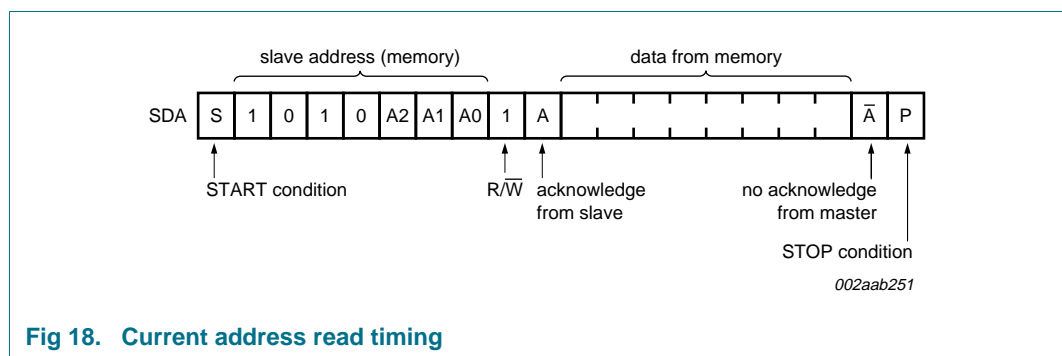 slave address (memory) data from memory
SDA S 1 0 1 0 A2 A1 A0 1 A A̅ P
START condition R/W̅ acknowledge from slave no acknowledge from master
STOP condition
002aab251
Fig 18. Current address read timing